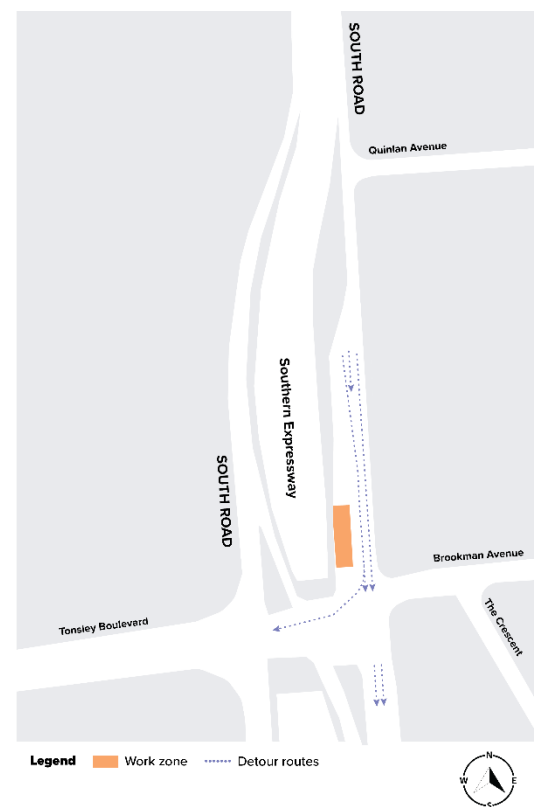 SOUTH ROAD
Quinlan Avenue
Southern Expressway
SOUTH ROAD
Brookman Avenue
The Crescent
Tonsley Boulevard
Legend Work zone Detour routes
N
W E
S